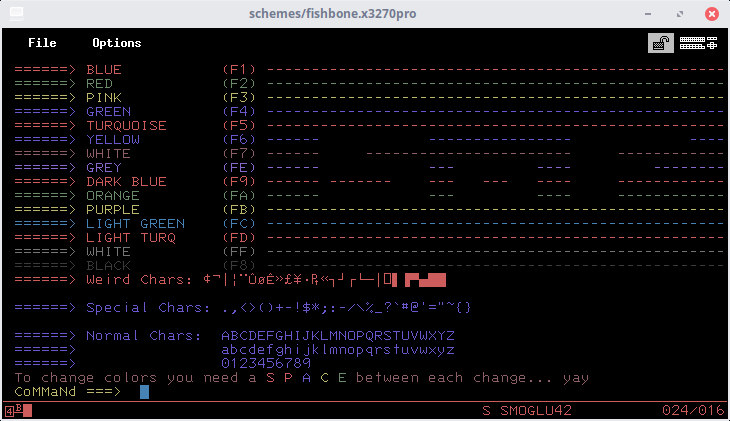 schemes/fishbone.x3270pro
File Options
======> BLUE (F1) ------------------------------------------------------
======> RED (F2) ------------------------------------------------------
======> PINK (F3) ------------------------------------------------------
======> GREEN (F4)
======> TURQUOISE (F5)
======> YELLOW (F6)
======> WHITE (F7)
======> GREY (FE)
======> DARK BLUE (F9)
======> ORANGE (FA)
======> PURPLE (FB)
======> LIGHT GREEN (FC)
======> LIGHT TURQ (FD)
======> WHITE (FF)
======> BLACK (F8)
======> Weird Chars:
======> Special Chars: .,<>()+-!$*;:-/\%_?`#@'="~{}
======> Normal Chars: ABCDEFGHIJKLMNOPQRSTUVWXYZ
======> abcdefghijklmnopqrstuvwxyz
======> 0123456789
To change colors you need a S P A C E between each change... yay
CoMMaNd ===>
4 B S SMOGLU42 024/016